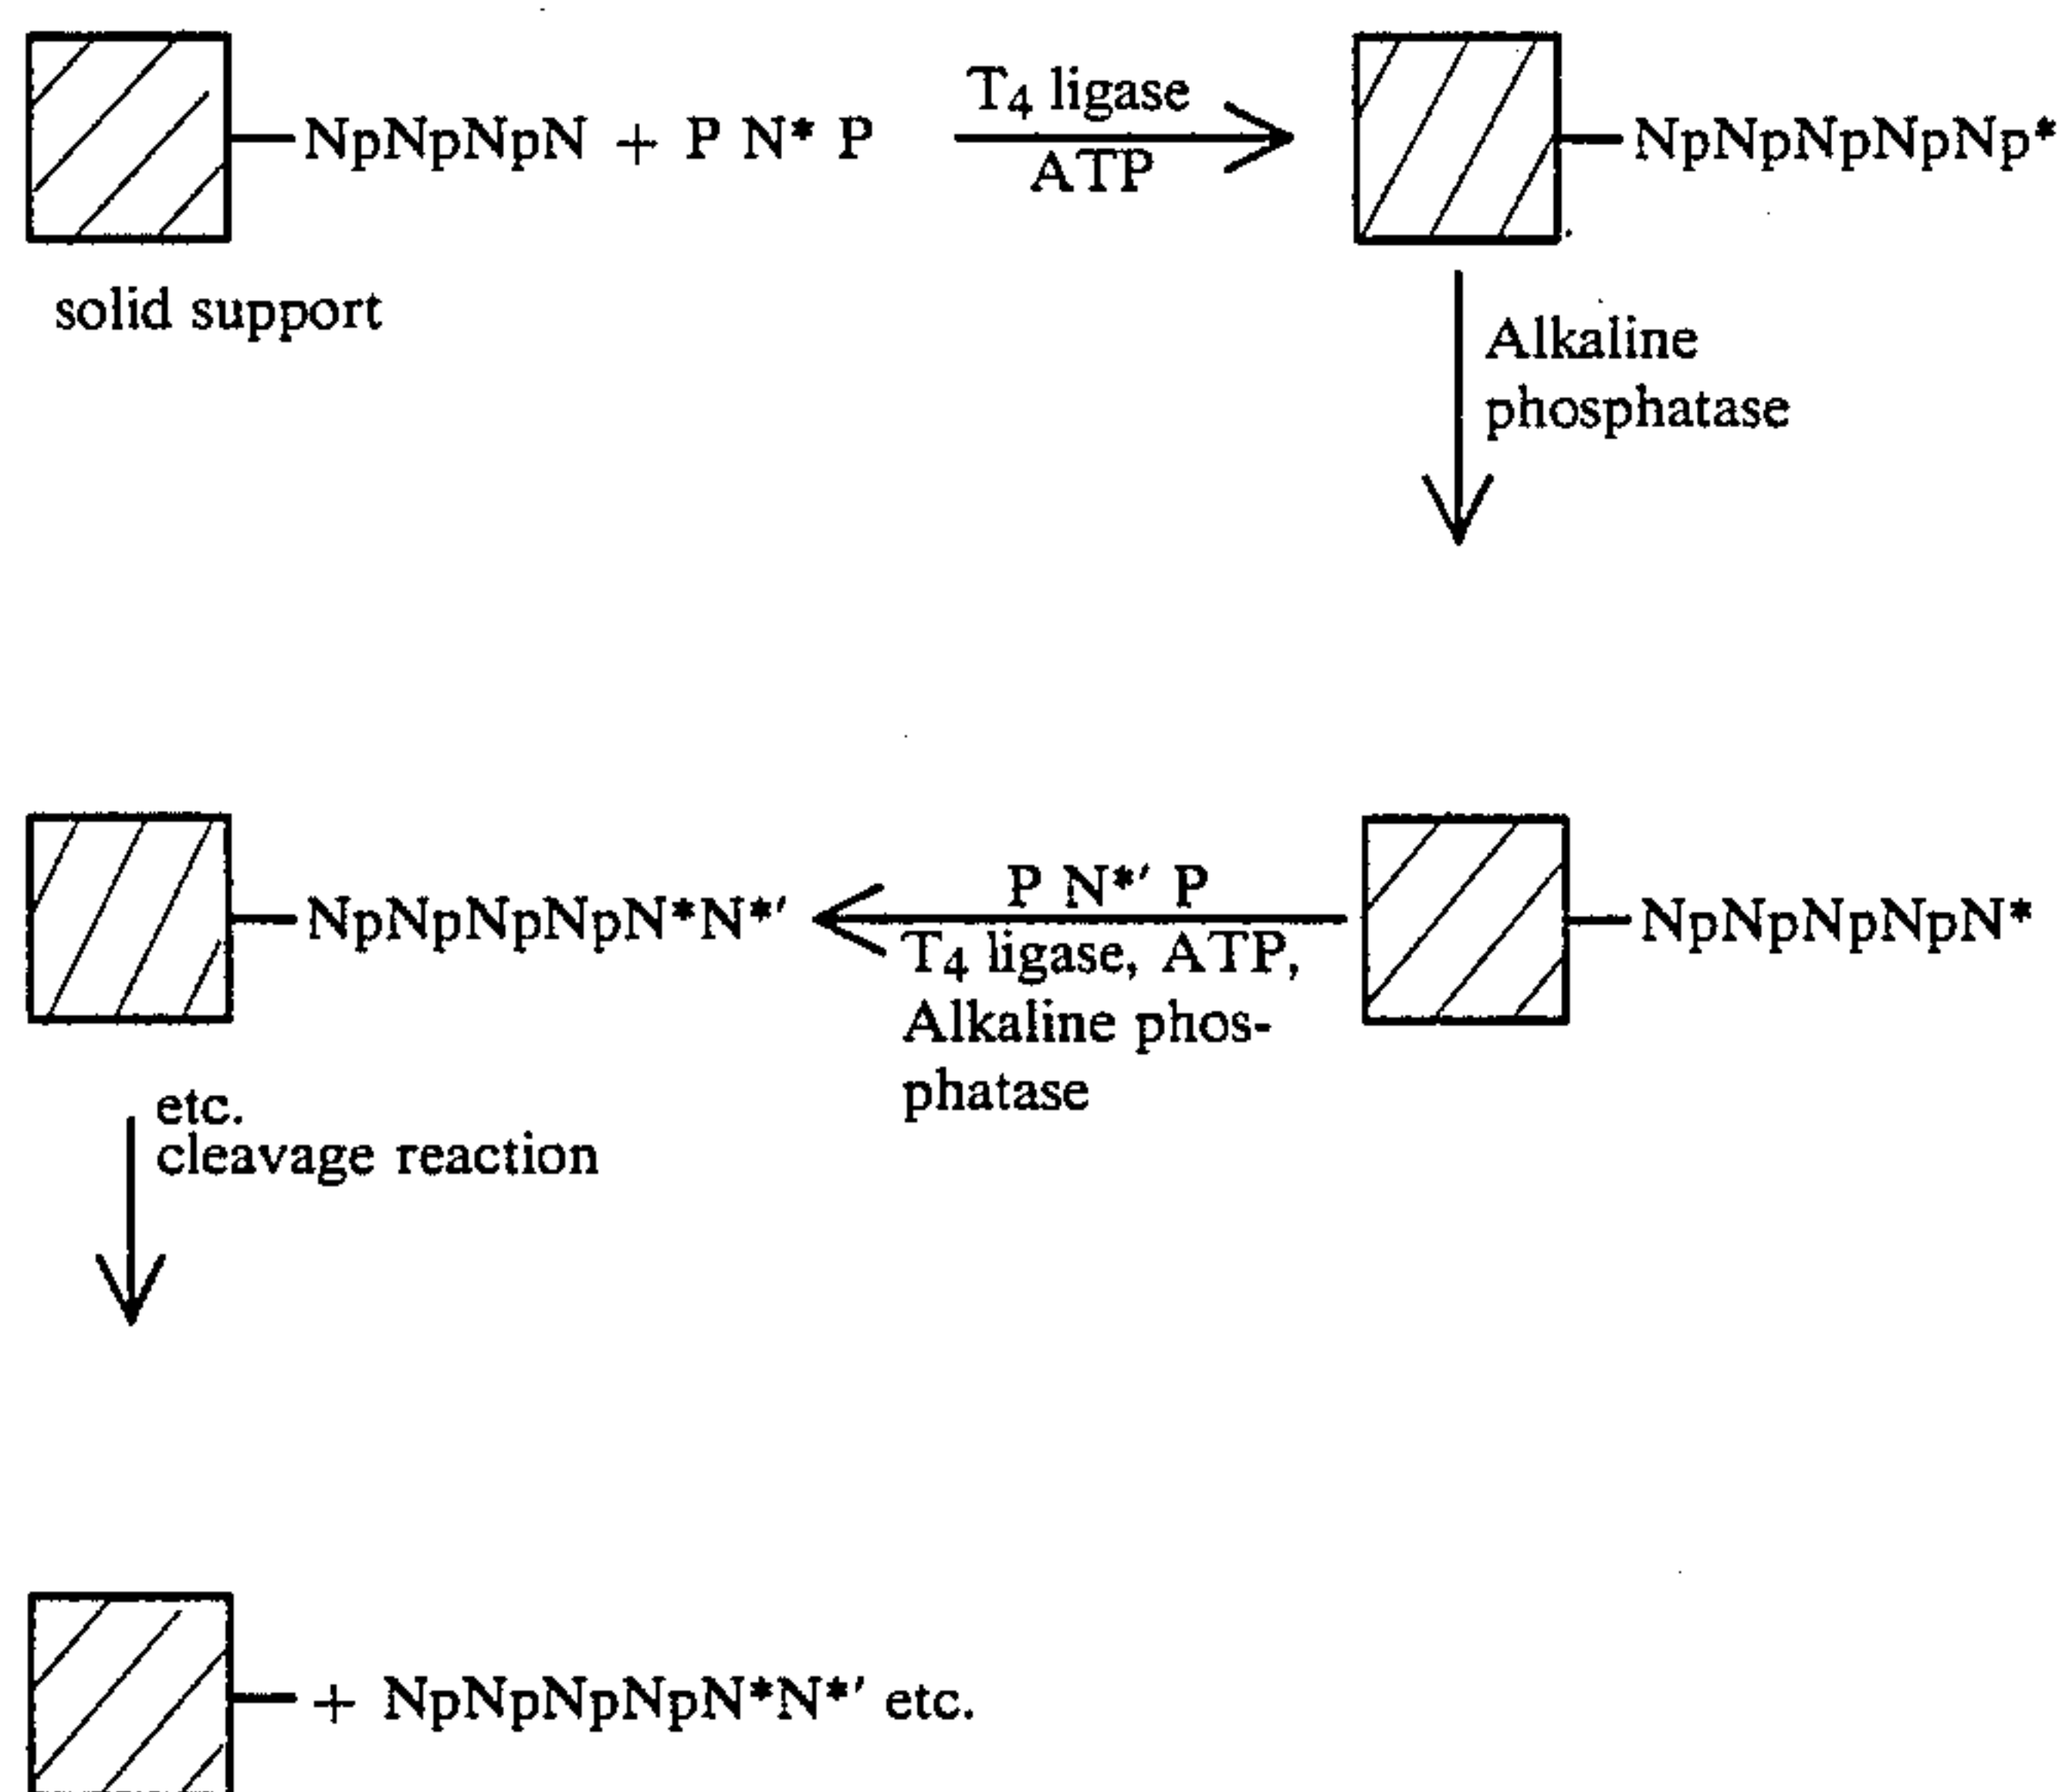 NpNpNpN + P N* P
T4 ligase
ATP
NpNpNpNpNp*
solid support
Alkaline
phosphatase
NpNpNpNpN*N*′
P N*′ P
T4 ligase, ATP,
Alkaline phos-
phatase
NpNpNpNpN*
etc.
cleavage reaction
+ NpNpNpNpN*N*′ etc.